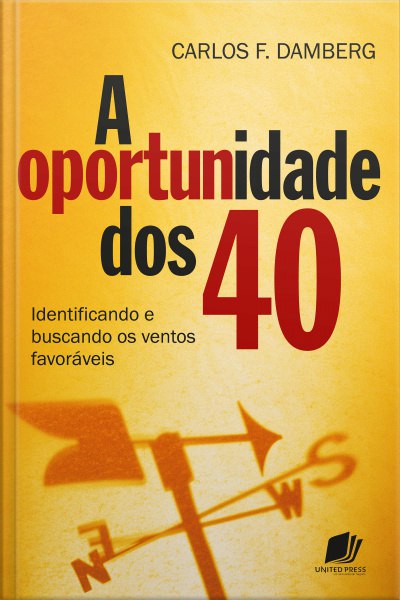 CARLOS F. DAMBERG
A
oportunidade
dos 40
Identificando e
buscando os ventos
favoráveis
N
E
W
S
UNITED PRESS